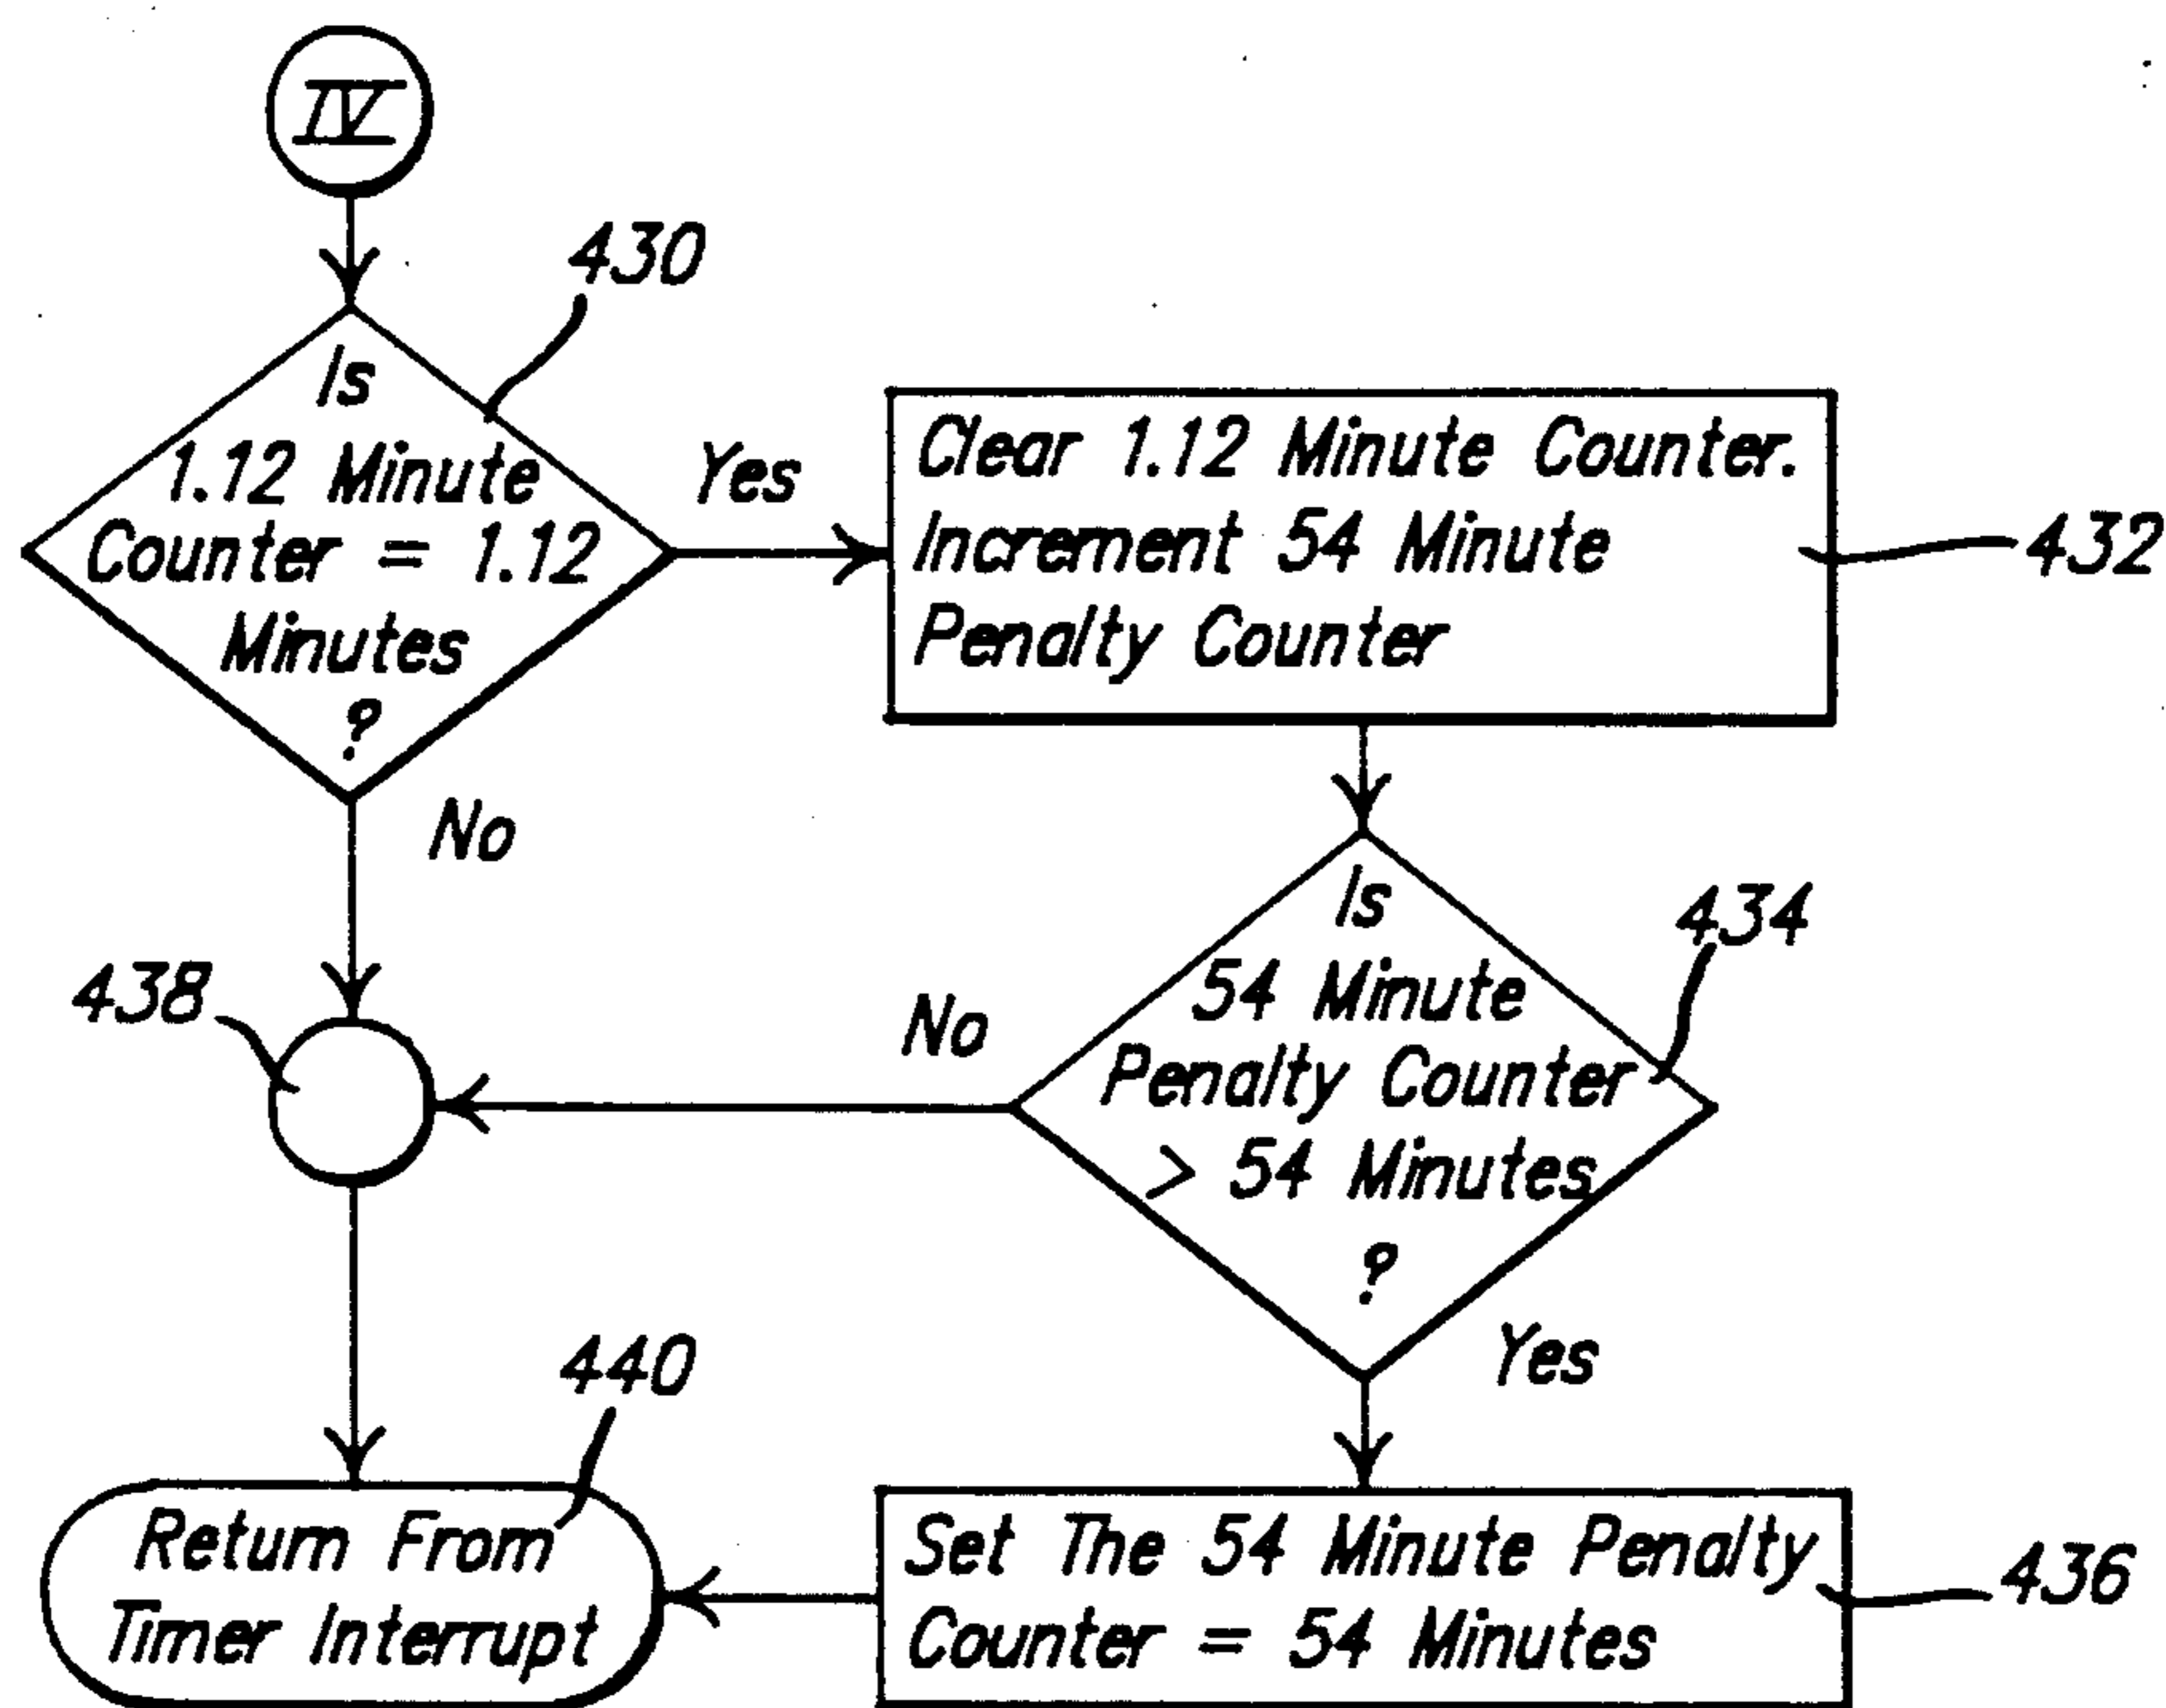 IV
430
Is
1.12 Minute
Counter = 1.12
Minutes
?
Yes
No
Clear 1.12 Minute Counter.
Increment 54 Minute
Penalty Counter
432
Is
54 Minute
Penalty Counter
> 54 Minutes
?
434
No
Yes
438
440
Return From
Timer Interrupt
Set The 54 Minute Penalty
Counter = 54 Minutes
436